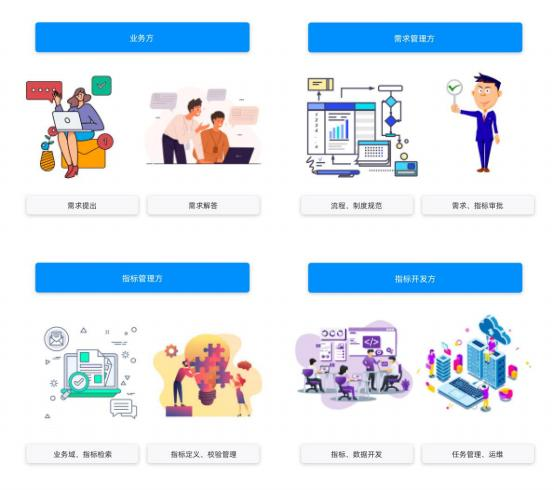 业务方
需求管理方
需求提出
需求解答
流程、制度规范
需求、指标审批
指标管理方
指标开发方
业务域、指标检索
指标定义、校验管理
指标、数据开发
任务管理、运维